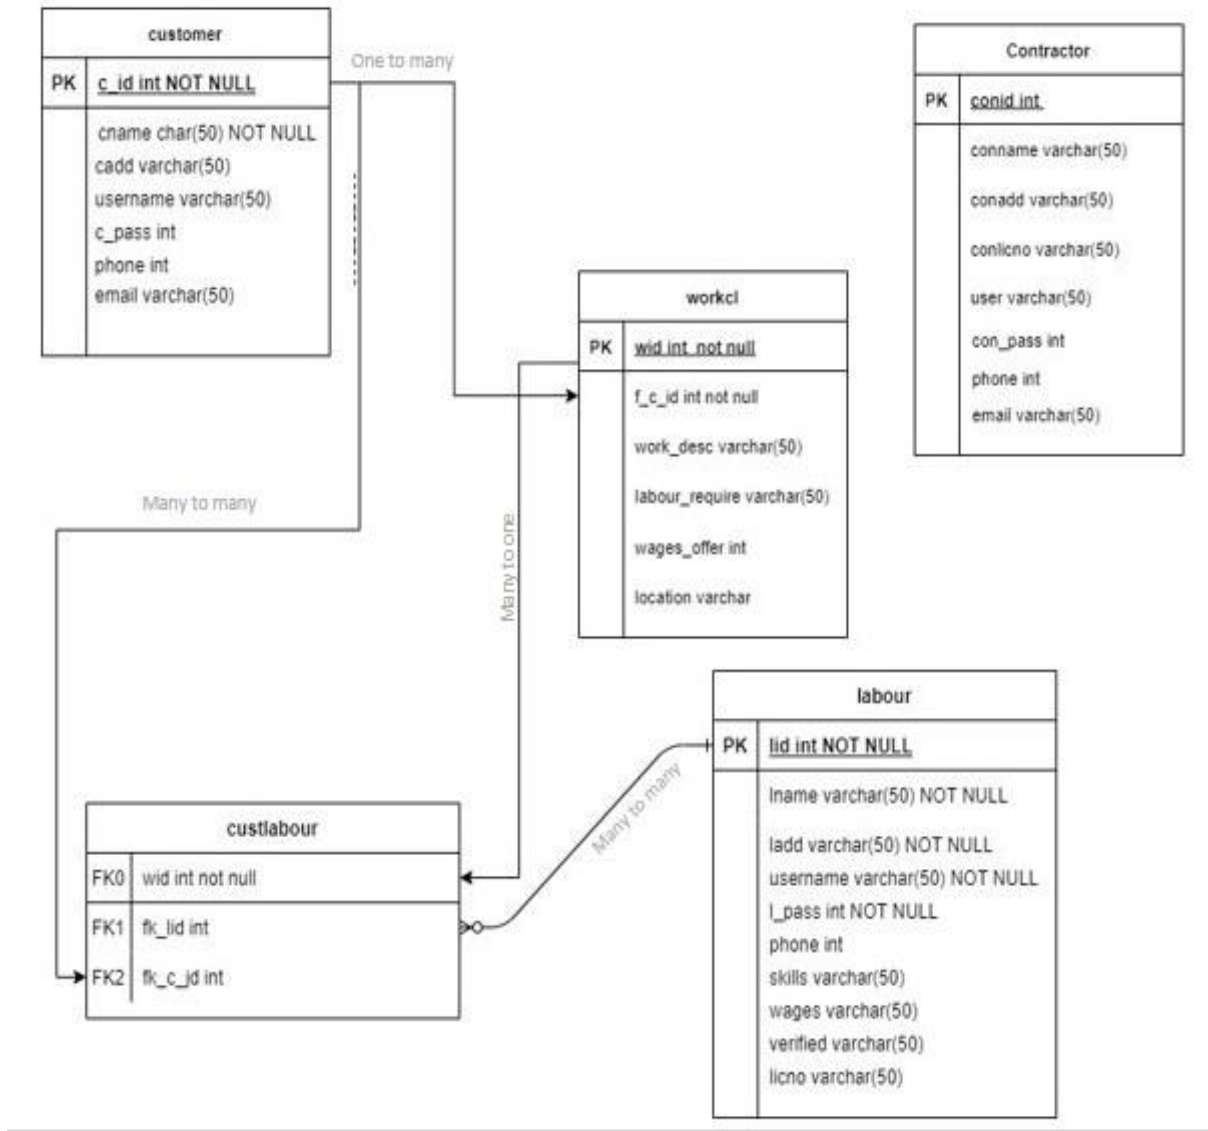 customer
PK c_id int NOT NULL
cname char(50) NOT NULL
cadd varchar(50)
username varchar(50)
c_pass int
phone int
email varchar(50)
One to many
Contractor
PK conid int
conname varchar(50)
conadd varchar(50)
conlicno varchar(50)
user varchar(50)
con_pass int
phone int
email varchar(50)
workcl
PK wid int not null
f_c_id int not null
work_desc varchar(50)
labour_require varchar(50)
wages_offer int
location varchar
Many to many
Many to one
labour
PK lid int NOT NULL
lname varchar(50) NOT NULL
ladd varchar(50) NOT NULL
username varchar(50) NOT NULL
l_pass int NOT NULL
phone int
skills varchar(50)
wages varchar(50)
verified varchar(50)
licno varchar(50)
Many to many
custlabour
FK0 wid int not null
FK1 fk_lid int
FK2 fk_c_id int